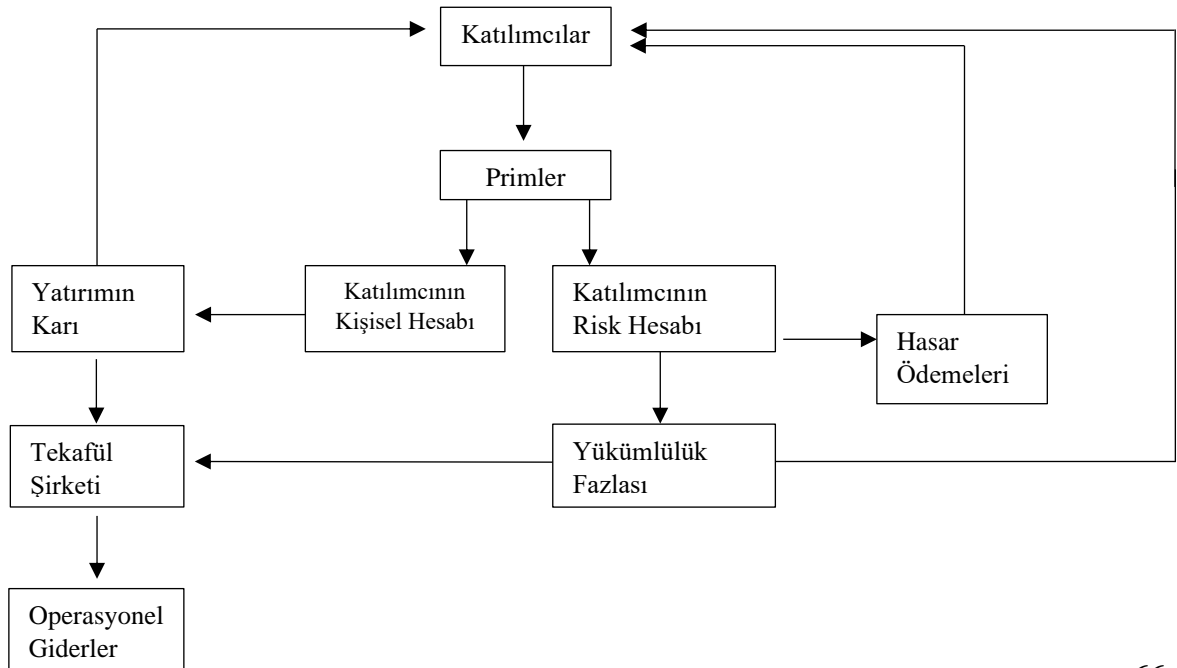 Katılımcılar
Primler
Yatırımın
Karı
Katılımcının
Kişisel Hesabı
Katılımcının
Risk Hesabı
Hasar
Ödemeleri
Tekafül
Şirketi
Yükümlülük
Fazlası
Operasyonel
Giderler